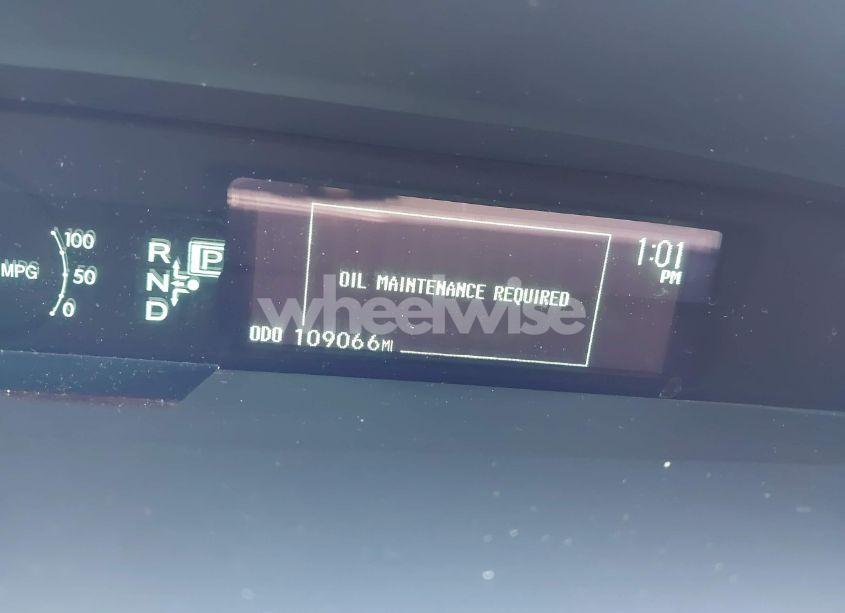 100
MPG
50
0
R
P
N
D
1:01
PM
OIL MAINTENANCE REQUIRED
wheelwise
ODO 109066MI